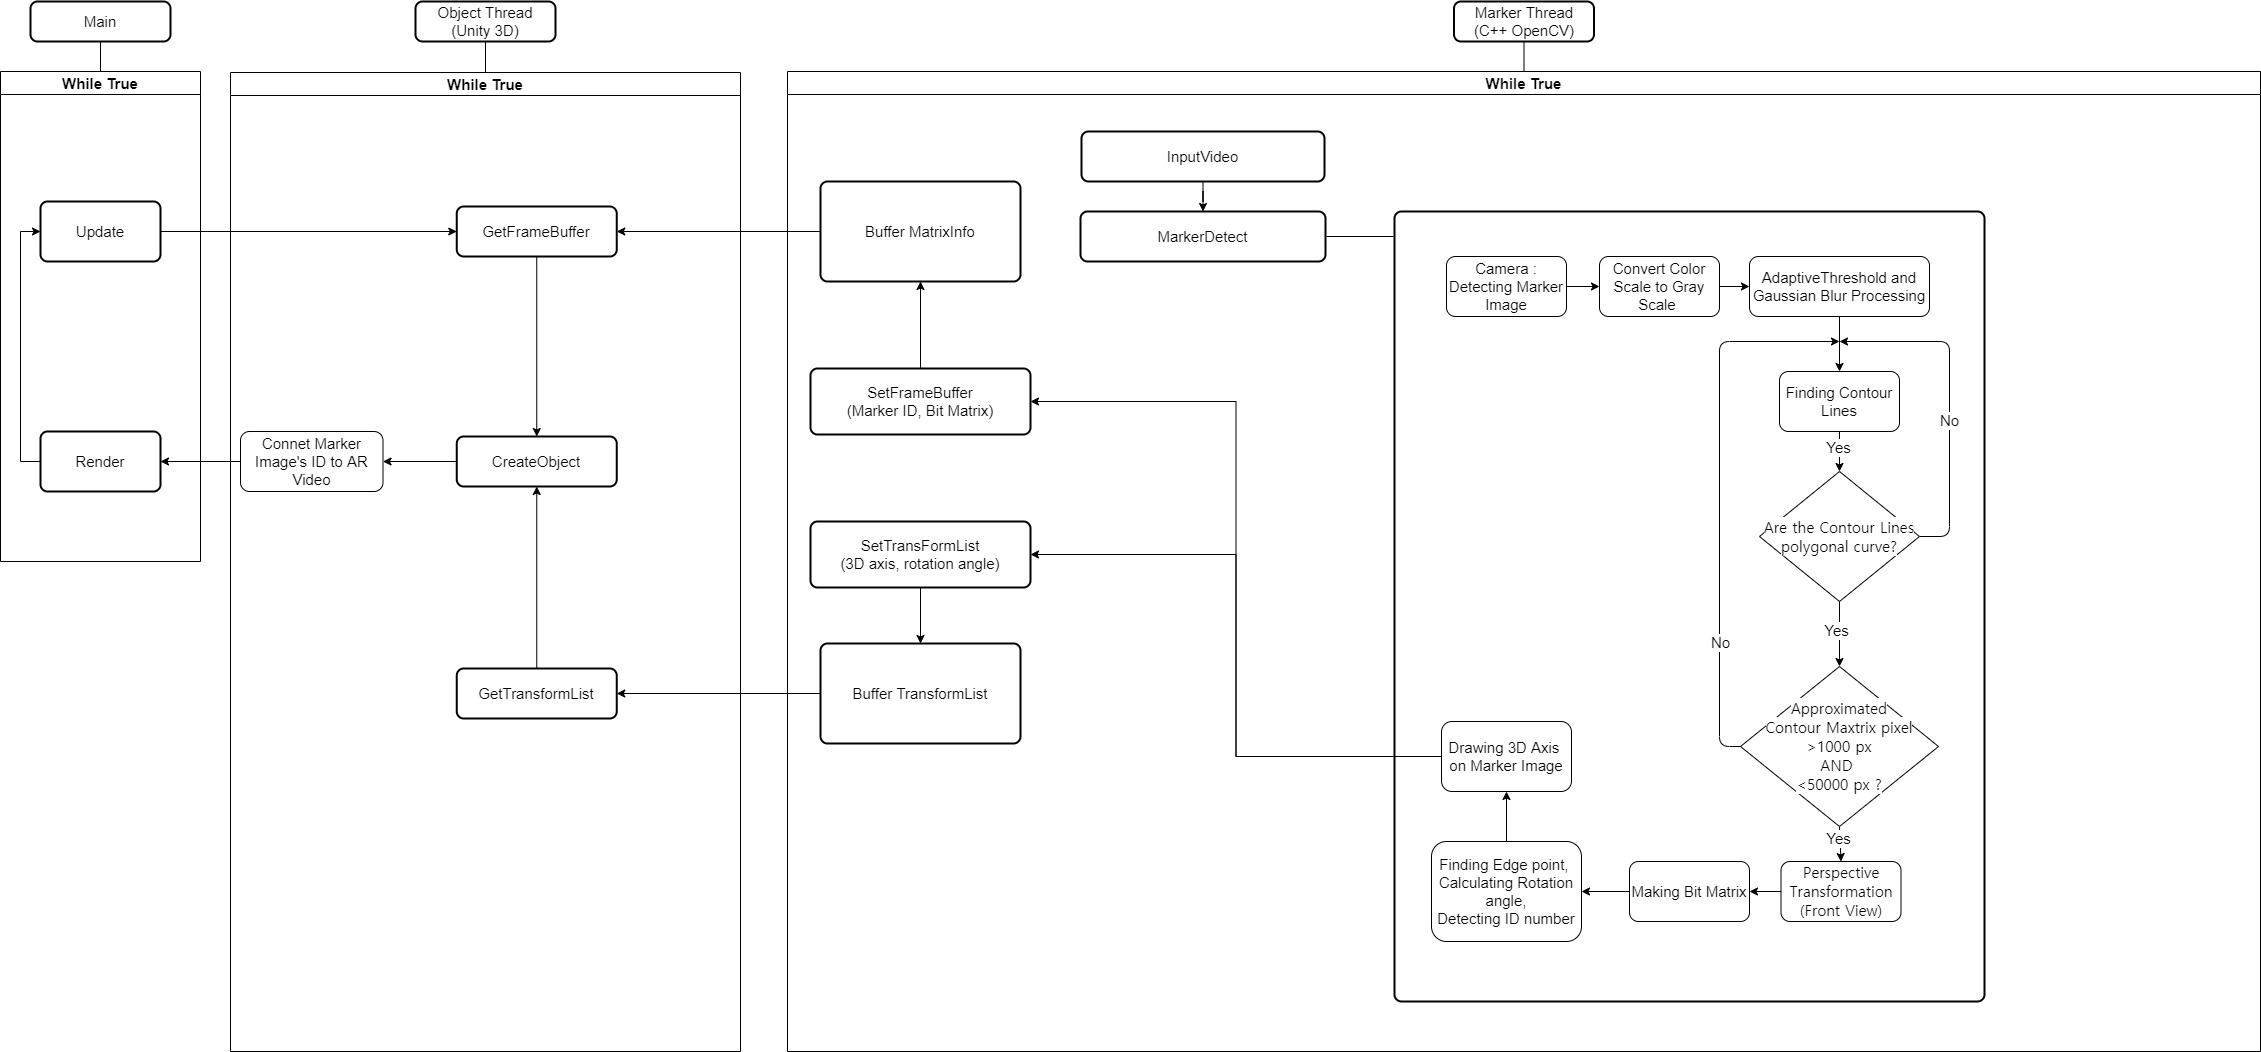 Main
Object Thread
(Unity 3D)
Marker Thread
(C++ OpenCV)
While True
While True
While True
Update
Render
GetFrameBuffer
CreateObject
Connet Marker
Image's ID to AR
Video
GetTransformList
InputVideo
MarkerDetect
Buffer MatrixInfo
SetFrameBuffer
(Marker ID, Bit Matrix)
SetTransFormList
(3D axis, rotation angle)
Buffer TransformList
Camera :
Detecting Marker
Image
Convert Color
Scale to Gray
Scale
AdaptiveThreshold and
Gaussian Blur Processing
Finding Contour
Lines
No
Yes
Are the Contour Lines
polygonal curve?
Yes
No
Approximated
Contour Maxtrix pixel
>1000 px
AND
<50000 px ?
Yes
Perspective
Transformation
(Front View)
Making Bit Matrix
Finding Edge point,
Calculating Rotation
angle,
Detecting ID number
Drawing 3D Axis
on Marker Image